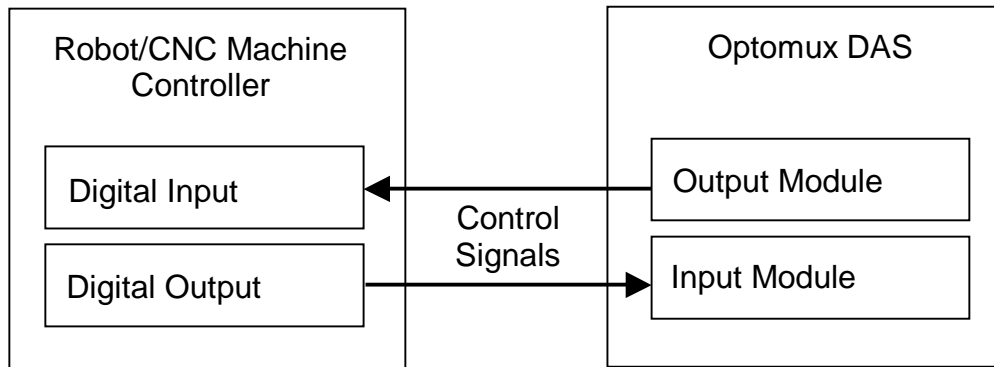 Robot/CNC Machine
Controller
Digital Input
Digital Output
Control
Signals
Optomux DAS
Output Module
Input Module